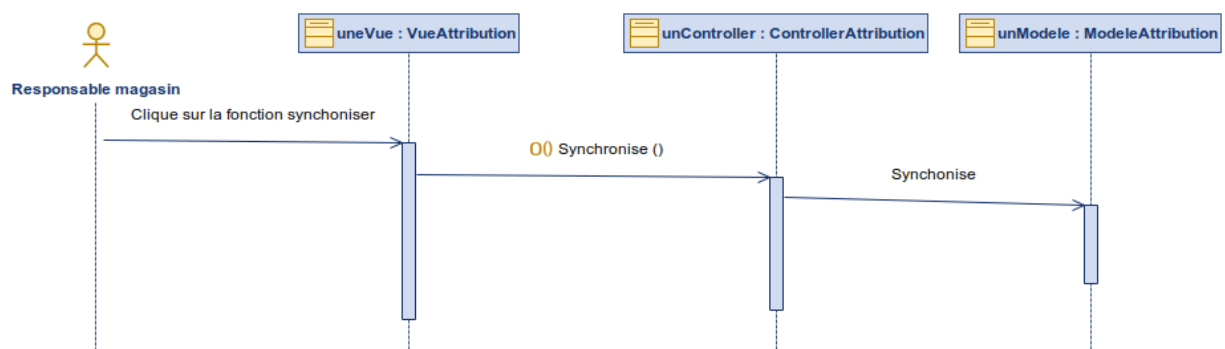 uneVue : VueAttribution
unController : ControllerAttribution
unModele : ModeleAttribution
Responsable magasin
Clique sur la fonction synchoniser
O() Synchronise ()
Synchonise